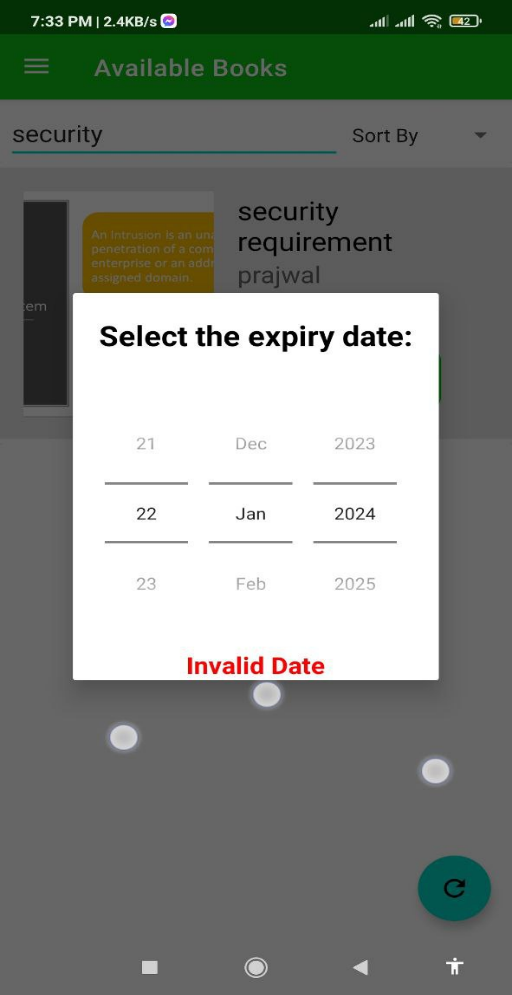 7:33 PM | 2.4KB/s
42
Available Books
security
Sort By
An Intrusion is an una
penetration of a com
enterprise or an addr
assigned domain.
em
security
requirement
prajwal
Select the expiry date:
21 Dec 2023
22 Jan 2024
23 Feb 2025
Invalid Date